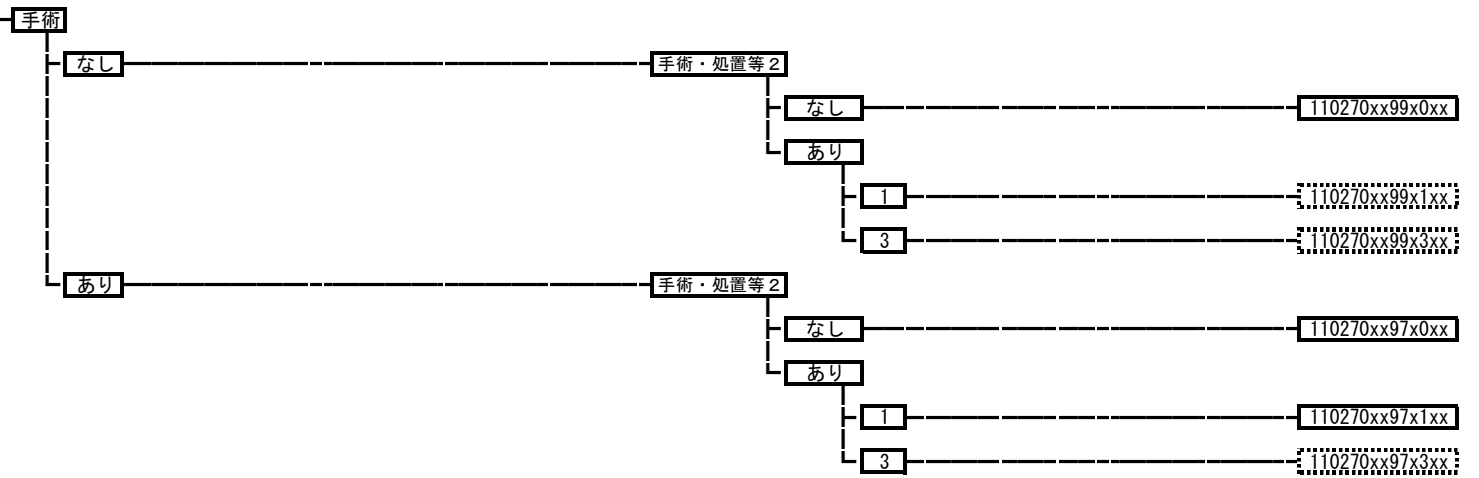 手術
なし 手術・処置等２
なし 110270xx99x0xx
あり
1 110270xx99x1xx
3 110270xx99x3xx
あり 手術・処置等２
なし 110270xx97x0xx
あり
1 110270xx97x1xx
3 110270xx97x3xx